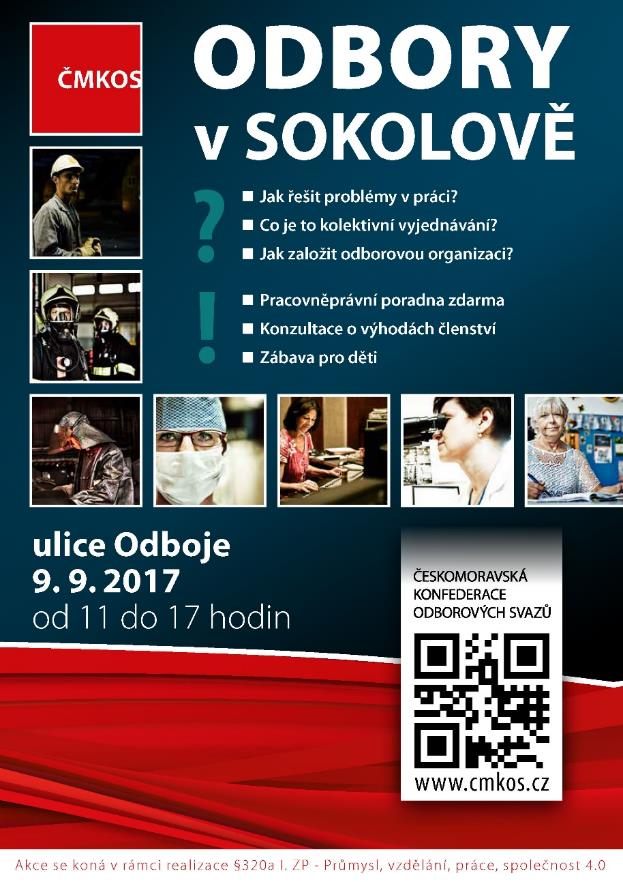 ČMKOS
ODBORY
v SOKOLOVĚ
?
Jak řešit problémy v práci?
Co je to kolektivní vyjednávání?
Jak založit odborovou organizaci?
!
Pracovněprávní poradna zdarma
Konzultace o výhodách členství
Zábava pro děti
ulice Odboje
9. 9. 2017
od 11 do 17 hodin
ČESKOMORAVSKÁ
KONFEDERACE
ODBOROVÝCH SVAZŮ
www.cmkos.cz
Akce se koná v rámci realizace §320a I. ZP - Průmysl, vzdělání, práce, společnost 4.0